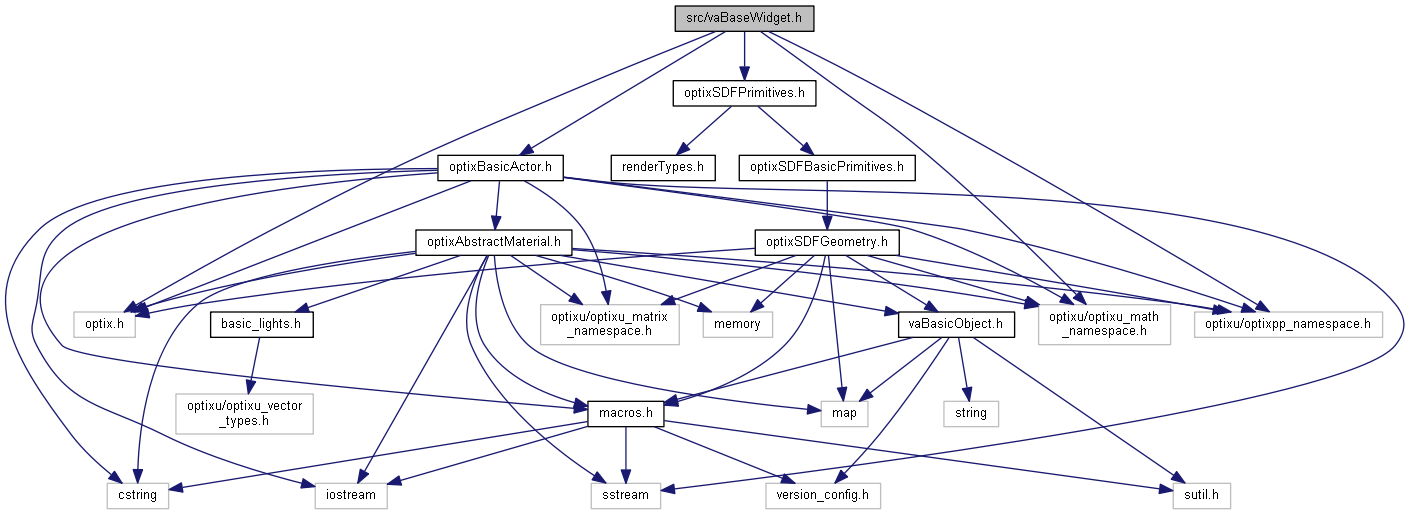 src/vaBaseWidget.h
optixSDFPrimitives.h
optixBasicActor.h
renderTypes.h
optixSDFBasicPrimitives.h
optixAbstractMaterial.h
optixSDFGeometry.h
optix.h
basic_lights.h
optixu/optixu_matrix
_namespace.h
memory
vaBasicObject.h
optixu/optixu_math
_namespace.h
optixu/optixpp_namespace.h
optixu/optixu_vector
_types.h
macros.h
map
string
cstring
iostream
sstream
version_config.h
sutil.h